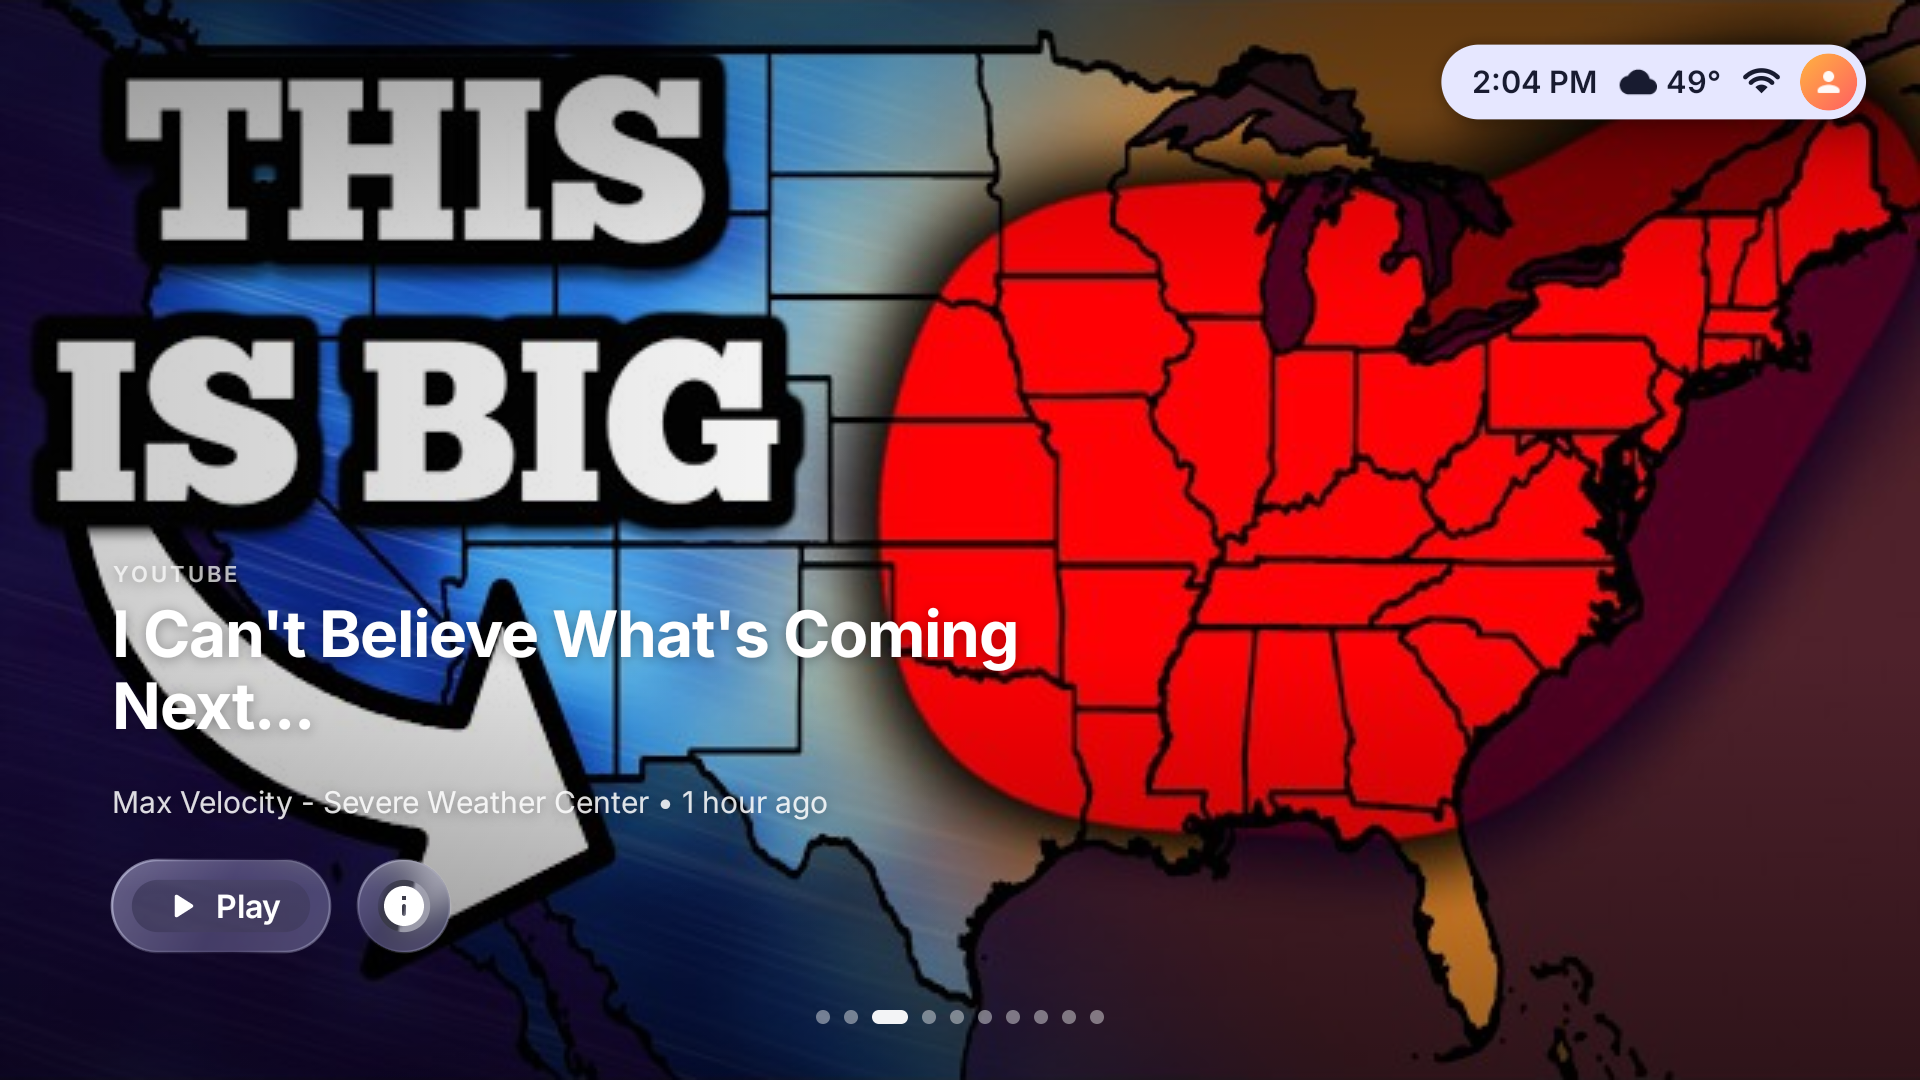 THIS
IS BIG
2:04 PM 49°
YOUTUBE
I Can't Believe What's Coming
Next...
Max Velocity - Severe Weather Center • 1 hour ago
Play